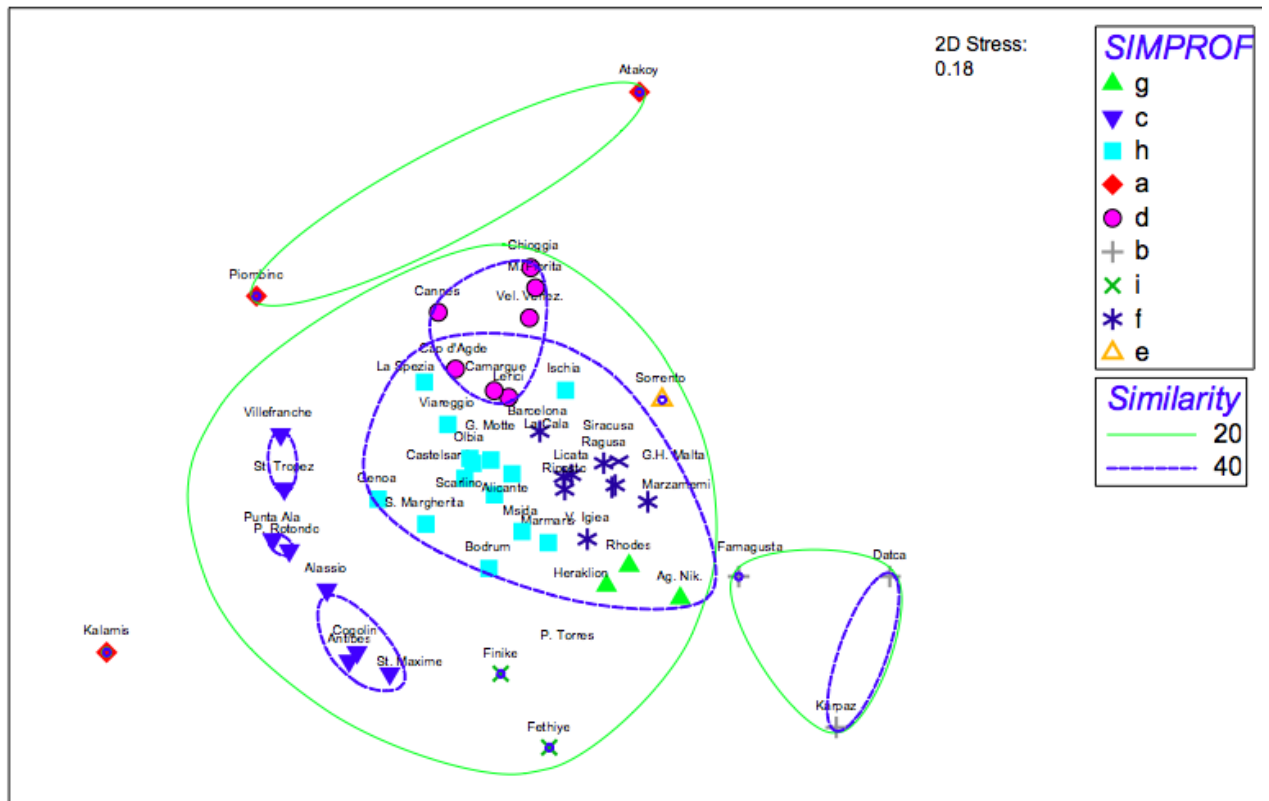 2D Stress:
0.18
SIMPROF
g
c
h
a
d
b
i
f
e
Similarity
20
40
Atakoy
Piombino
Chioggia
Cannes
Vel. Venez.
Cap d'Agde
Camargue
La Spezia
Lerici
Ischia
Sorrento
Viareggio
Barcelona
Villefranche
G. Motte
La Cala
Siracusa
Olbia
Ragusa
Castelsar
Licata
G.H. Malta
St. Tropez
Genoa
Scarlino
Alicante
Marzamemi
S. Margherita
Msida
Punta Ala
P. Rotondo
Marmaris
V. Igiea
Bodrum
Rhodes
Famagusta
Datca
Alassio
Heraklion
Ag. Nik.
Kalamis
Cogolin
Antibes
P. Torres
St. Maxime
Finike
Karpaz
Fethiye